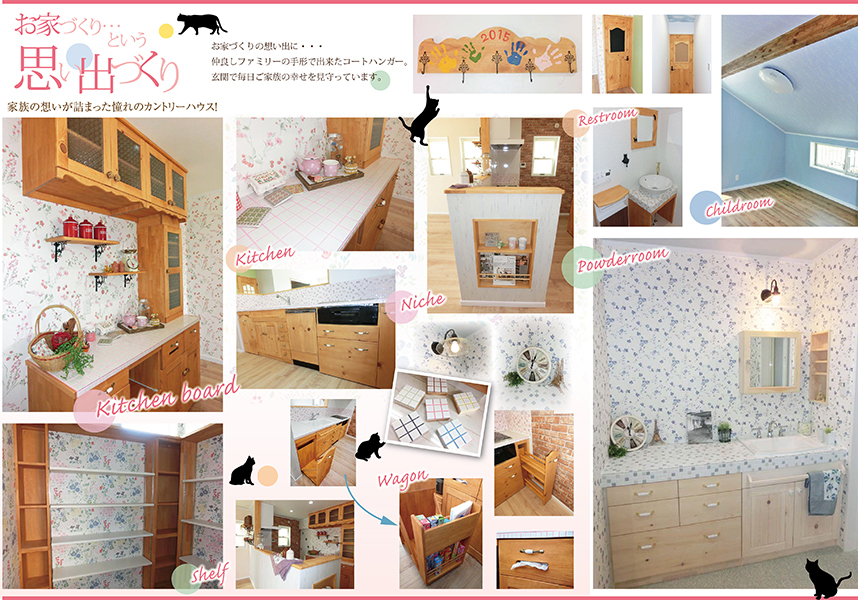 お家づくり…
という
思い出づくり
家族の想いが詰まった憧れのカントリーハウス!
お家づくりの想い出に・・・
仲良しファミリーの手形で出来たコートハンガー。
玄関で毎日ご家族の幸せを見守っています。
2015
Restroom
Childroom
Kitchen
Niche
Powderroom
Kitchen board
Wagon
shelf